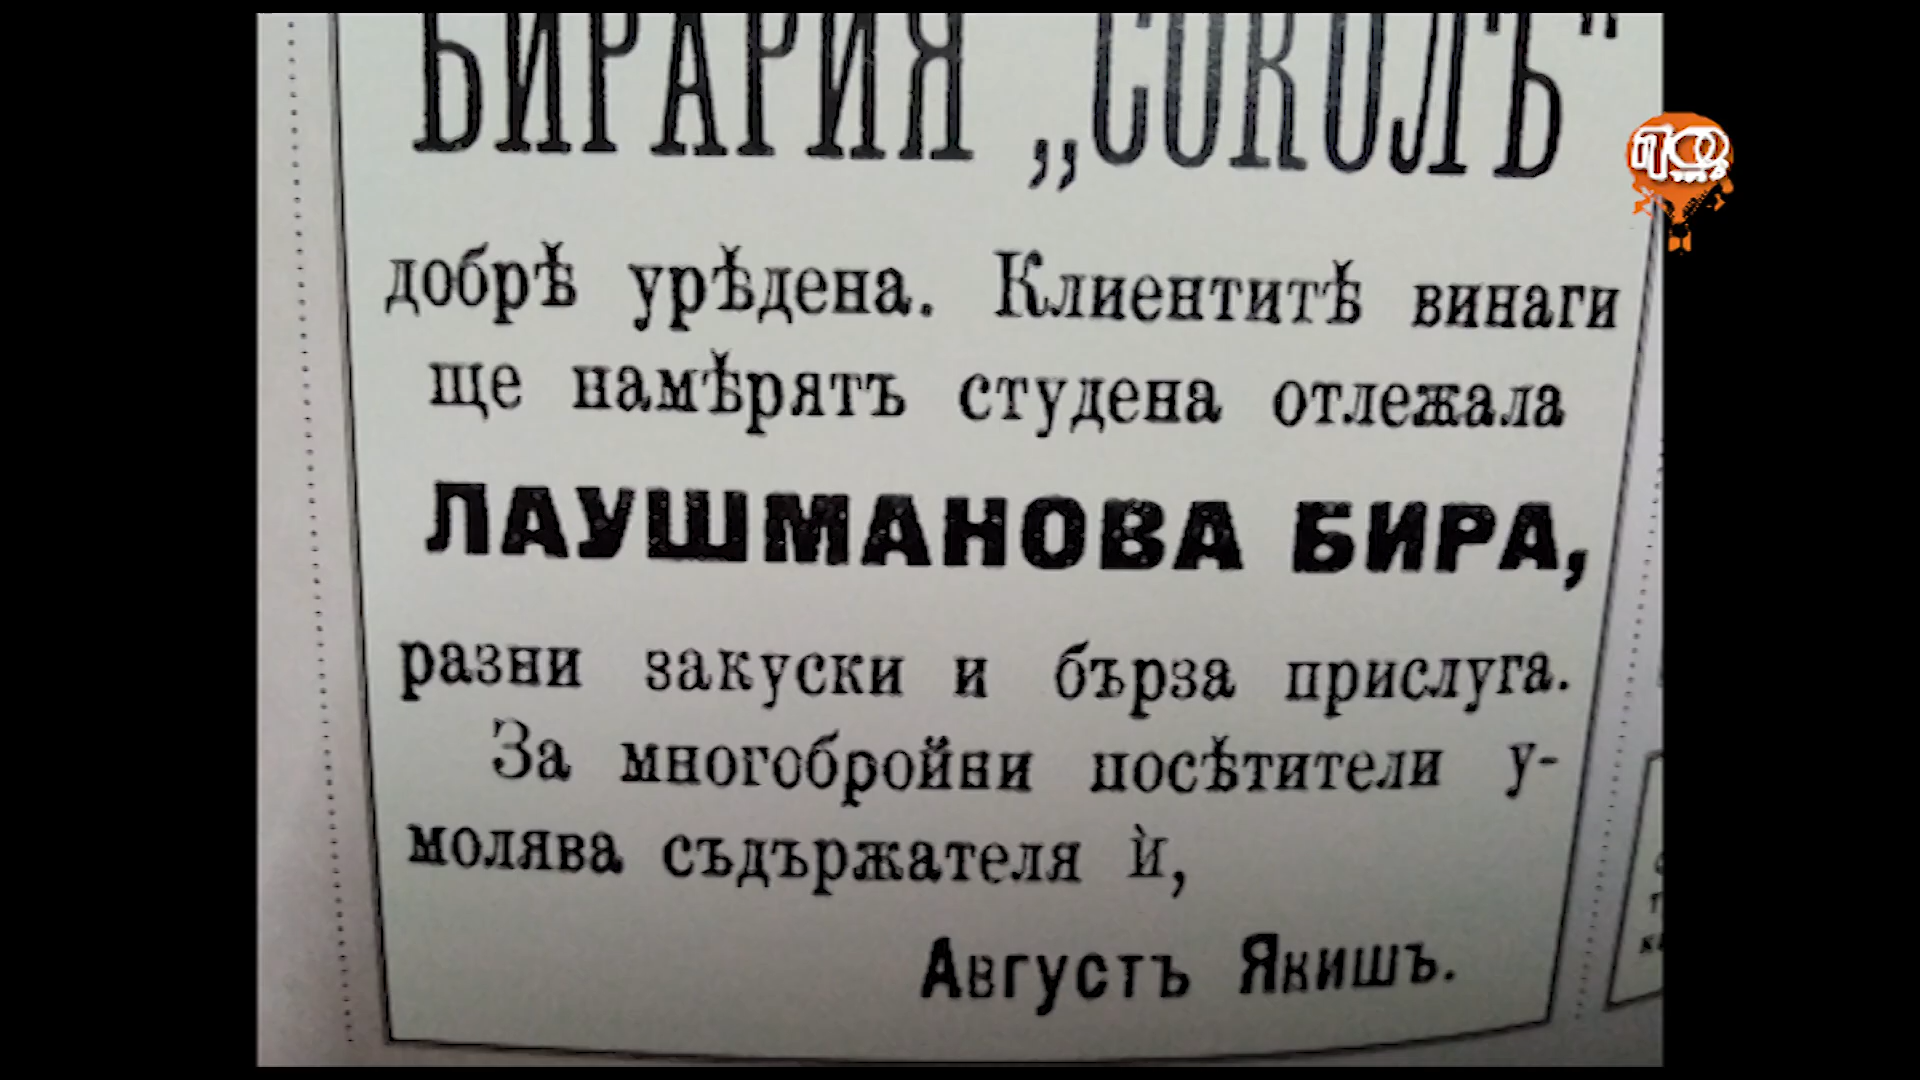 БИРАРИЯ „СОКОЛЪ“
добрѣ урѣдена. Клиентитѣ винаги
ще намѣрятъ студена отлежала
ЛАУШМАНОВА БИРА,
разни закуски и бърза прислуга.
За многобройни посѣтители у-
молява съдържателя ѝ,
Августъ Якишъ.